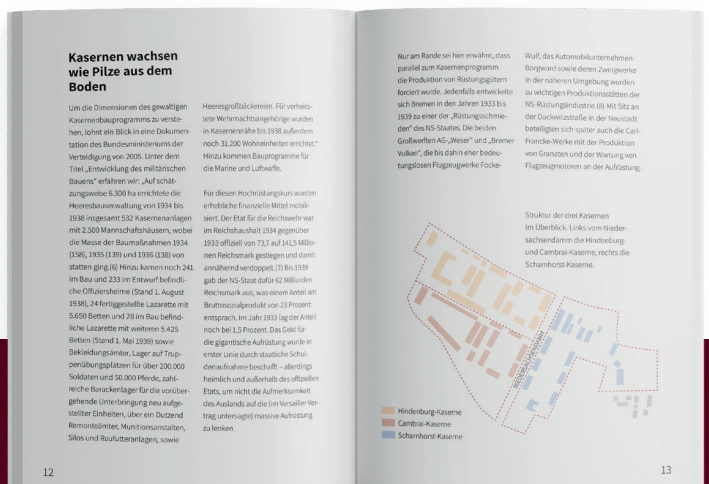 Kasernen wachsen
wie Pilze aus dem
Boden
Um die Dimensionen des gewaltigen
Kasernenbauprogramms zu verste-
hen, lohnt ein Blick in eine Dokumen-
tation des Bundesministeriums der
Verteidigung von 2005. Unter dem
Titel „Entwicklung des militärischen
Bauens" erfahren wir: „Auf schät-
zungsweise 6.300 ha errichtete die
Heeresbauverwaltung von 1934 bis
1938 insgesamt 532 Kasernenanlagen
mit 2.500 Mannschaftshäusern, wobei
die Masse der Baumaßnahmen 1934
(158), 1935 (139) und 1936 (138) von
statten ging.(6) Hinzu kamen noch 241
im Bau und 233 im Entwurf befindli-
che Offiziersheime (Stand 1. August
1938), 24 fertiggestellte Lazarette mit
5.650 Betten und 28 im Bau befind-
liche Lazarette mit weiteren 5.425
Betten (Stand 1. Mai 1939) sowie
Bekleidungsämter, Lager auf Trup-
penübungsplätzen für über 200.000
Soldaten und 50.000 Pferde, zahl-
reiche Barackenlager für die vorüber-
gehende Unterbringung neu aufge-
stellter Einheiten, über ein Dutzend
Remonteämter, Munitionsanstalten,
Silos und Raufutteranlagen, sowie
Heeresgroßbäckereien. Für verheira-
tete Wehrmachtsangehörige wurden
in Kasernennähe bis 1938 außerdem
noch 31.200 Wohneinheiten errichtet."
Hinzu kommen Bauprogramme für
die Marine und Luftwaffe.
Für diesen Hochrüstungskurs wurden
erhebliche finanzielle Mittel mobili-
siert. Der Etat für die Reichswehr war
im Reichshaushalt 1934 gegenüber
1933 offiziel von 73,7 auf 141,5 Millio-
nen Reichsmark gestiegen und damit
annähernd verdoppelt.(7) Bis 1939
gab der NS-Staat dafür 62 Milliarden
Reichsmark aus, was einem Anteil am
Bruttosozialprodukt von 23 Prozent
entsprach. Im Jahr 1933 lag der Anteil
noch bei 1,5 Prozent. Das Geld für
die gigantische Aufrüstung wurde in
erster Linie durch staatliche Schul-
denaufnahme beschafft – allerdings
heimlich und außerhalb des offiziellen
Etats, um nicht die Aufmerksamkeit
des Auslands auf die (im Versailler Ver-
trag untersagte) massive Aufrüstung
zu lenken.
12
Nur am Rande sei hier erwähnt, dass
parallel zum Kasernenprogramm
die Produktion von Rüstungsgütern
forciert wurde. Jedenfalls entwickelte
sich Bremen in den Jahren 1933 bis
1939 zu einer der „Rüstungsschmie-
den" des NS-Staates. Die beiden
Großwerften AG-„Weser" und „Bremer
Vulkan", die bis dahin eher bedeu-
tungslosen Flugzeugwerke Focke-
Wulf, das Automobilunternehmen
Borgward sowie deren Zweigwerke
in der näheren Umgebung wurden
zu wichtigen Produktionsstätten der
NS-Rüstungsindustrie.(8) Mit Sitz an
der Duckwitzstraße in der Neustadt
beteiligten sich später auch die Carl-
Francke-Werke mit der Produktion
von Granaten und der Wartung von
Flugzeugmotoren an der Aufrüstung.
Struktur der drei Kasernen
im Überblick. Links vom Nieder-
sachsendamm die Hindenburg-
und Cambrai-Kaserne, rechts die
Scharnhorst-Kaserne.
NIEDERSACHSENDAMM
Hindenburg-Kaserne
Cambrai-Kaserne
Scharnhorst-Kaserne
13